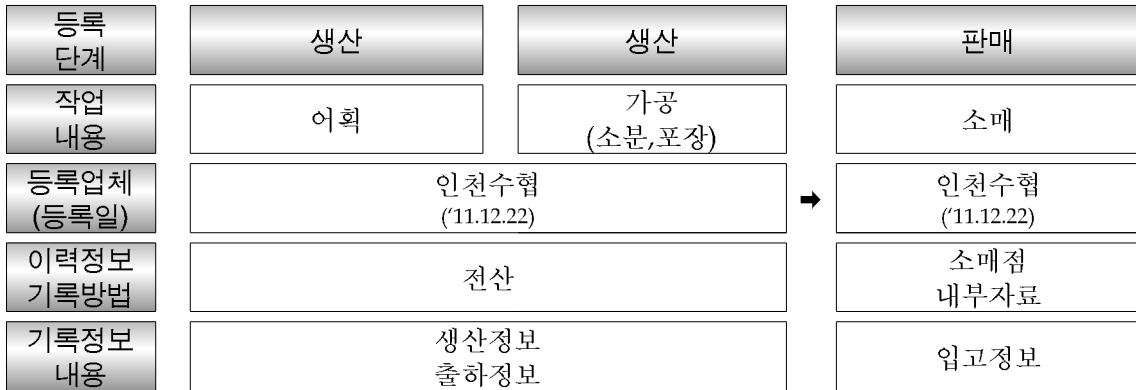 등록
단계
생산
생산
판매
작업
내용
어획
가공
(소분,포장)
소매
등록업체
(등록일)
인천수협
('11.12.22)
➡
인천수협
('11.12.22)
이력정보
기록방법
전산
소매점
내부자료
기록정보
내용
생산정보
출하정보
입고정보